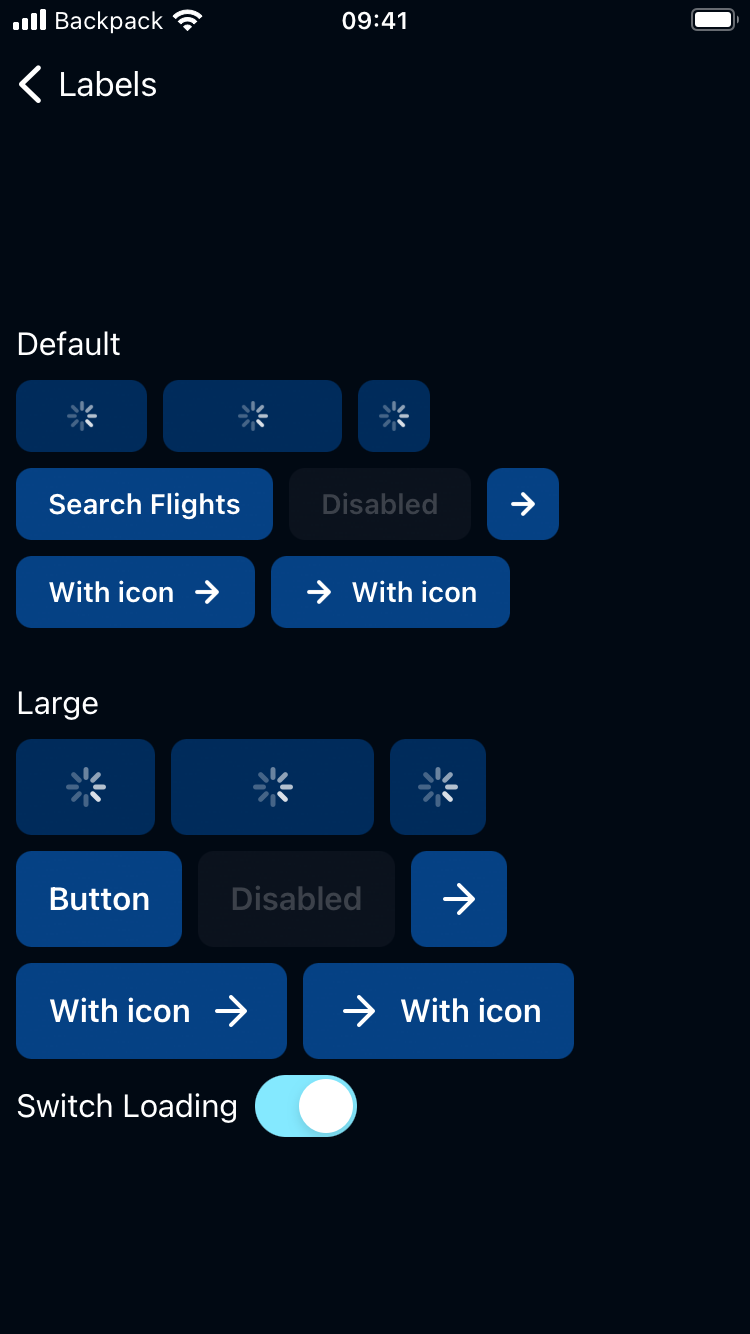 Backpack 09:41
Labels
Default
Search Flights Disabled
With icon With icon
Large
Button Disabled
With icon With icon
Switch Loading